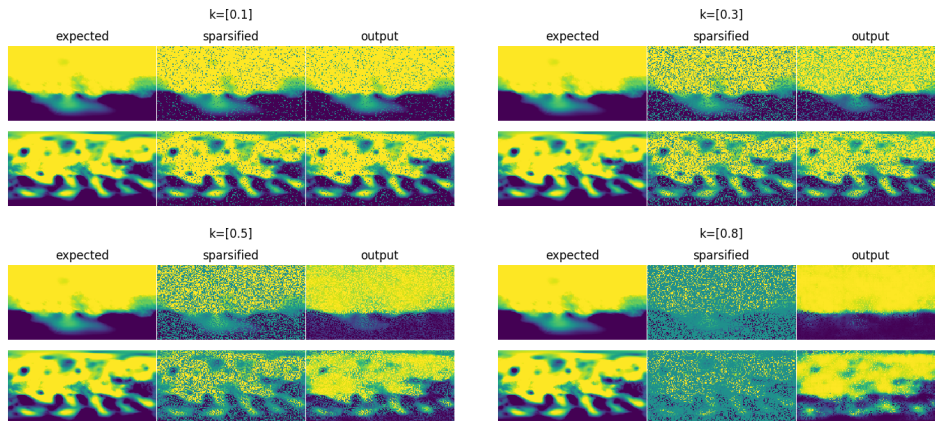 k=[0.1]
expected sparsified output
k=[0.3]
expected sparsified output
k=[0.5]
expected sparsified output
k=[0.8]
expected sparsified output